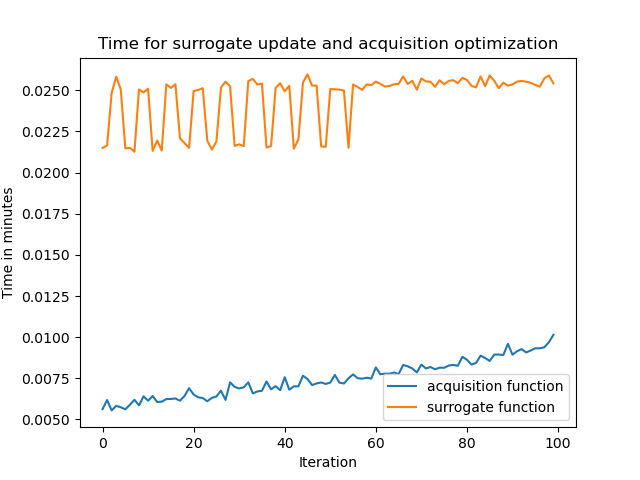 Time for surrogate update and acquisition optimization
0.0250
0.0225
0.0200
0.0175
0.0150
0.0125
0.0100
0.0075
0.0050
Time in minutes
acquisition function
surrogate function
0 20 40 60 80 100
Iteration